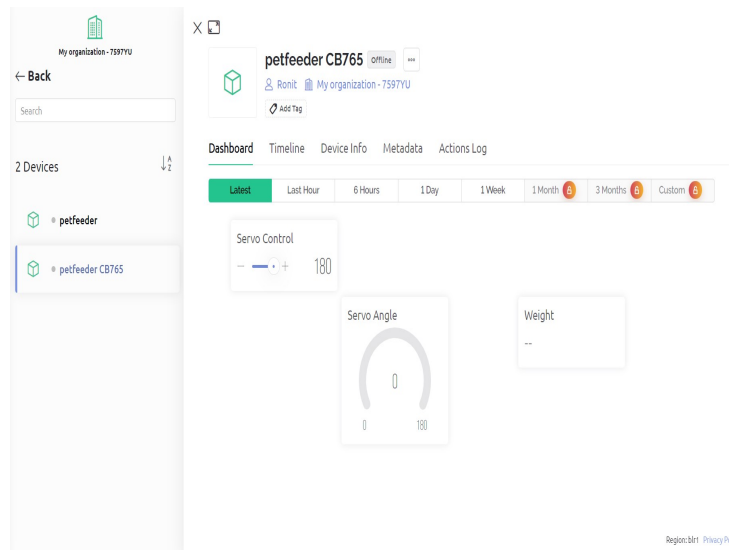 My organization - 7597YU
← Back
Search
2 Devices
A
Z
petfeeder
petfeeder CB765
X
petfeeder CB765 Offline
Ronit My organization - 7597YU
Add Tag
Dashboard Timeline Device Info Metadata Actions Log
Latest Last Hour 6 Hours 1 Day 1 Week 1 Month 3 Months Custom
Servo Control
− + 180
Servo Angle
0
0 180
Weight
--
Region: blr1 Privacy P